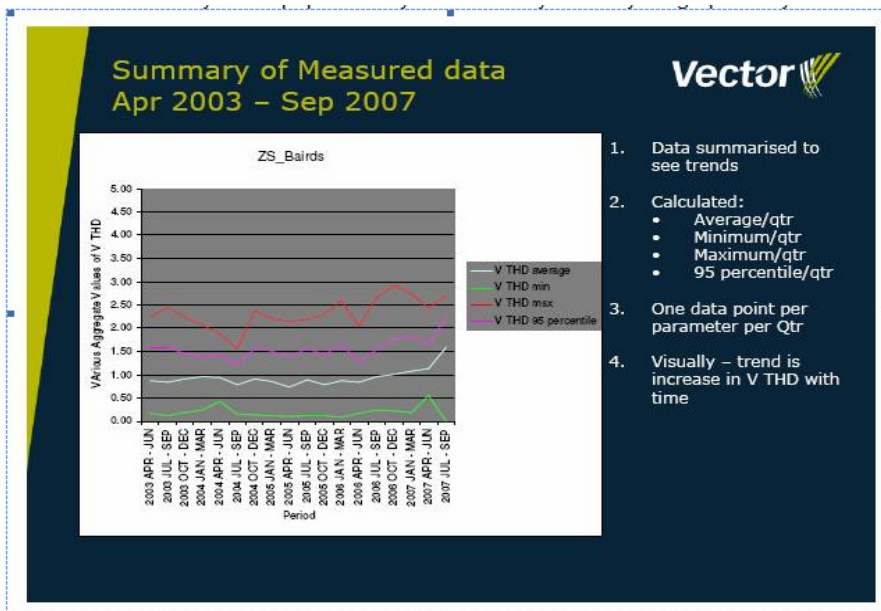 Summary of Measured data
Apr 2003 – Sep 2007
Vector
ZS_Bairds
VArious Aggregate Values of V THD
5.00
4.50
4.00
3.50
3.00
2.50
2.00
1.50
1.00
0.50
0.00
2003 APR - JUN
2003 JUL - SEP
2003 OCT - DEC
2004 JAN - MAR
2004 APR - JUN
2004 JUL - SEP
2004 OCT - DEC
2005 JAN - MAR
2005 APR - JUN
2005 JUL - SEP
2005 OCT - DEC
2006 JAN - MAR
2006 APR - JUN
2006 JUL - SEP
2006 OCT - DEC
2007 JAN - MAR
2007 APR - JUN
2007 JUL - SEP
Period
V THD average
V THD min
V THD max
V THD 95 percentile
1. Data summarised to
see trends
2. Calculated:
• Average/qtr
• Minimum/qtr
• Maximum/qtr
• 95 percentile/qtr
3. One data point per
parameter per Qtr
4. Visually – trend is
increase in V THD with
time